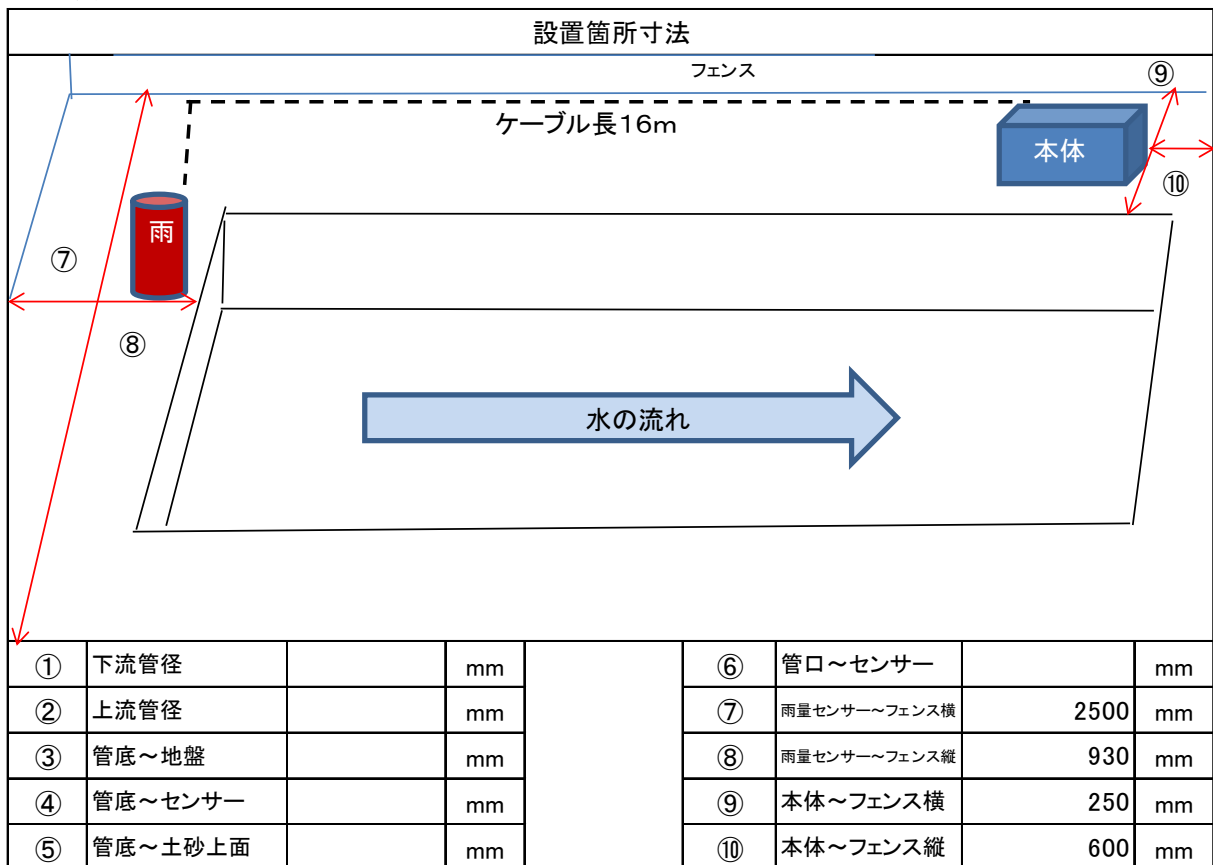 設置箇所寸法
フェンス
⑨
ケーブル長16m
本体
⑩
雨
⑦
⑧
水の流れ
① 下流管径 mm ⑥ 管口～センサー mm
② 上流管径 mm ⑦ 雨量センサー～フェンス横 2500 mm
③ 管底～地盤 mm ⑧ 雨量センサー～フェンス縦 930 mm
④ 管底～センサー mm ⑨ 本体～フェンス横 250 mm
⑤ 管底～土砂上面 mm ⑩ 本体～フェンス縦 600 mm